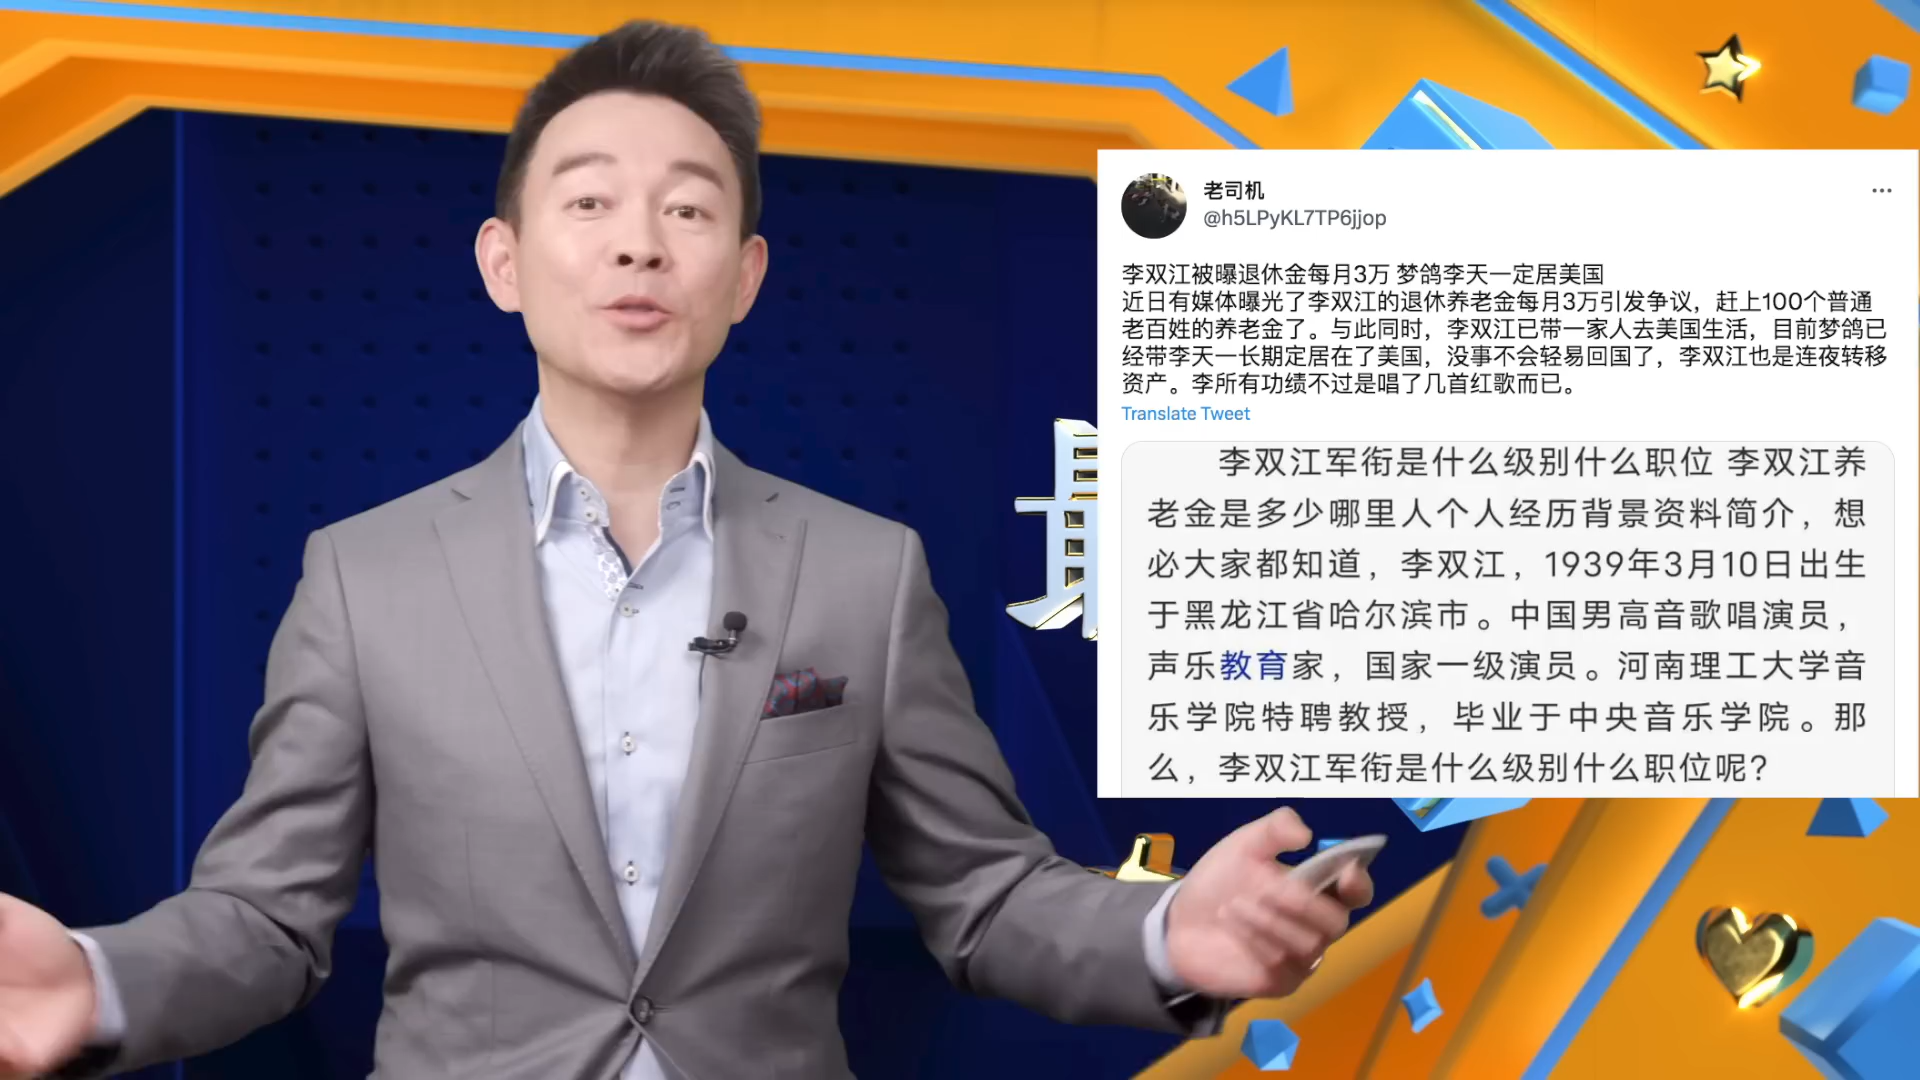 老司机
@h5LPyKL7TP6jjop
李双江被曝退休金每月3万 梦鸽李天一定居美国
近日有媒体曝光了李双江的退休养老金每月3万引发争议，赶上100个普通
老百姓的养老金了。与此同时，李双江已带一家人去美国生活，目前梦鸽已
经带李天一长期定居在了美国，没事不会轻易回国了，李双江也是连夜转移
资产。李所有功绩不过是唱了几首红歌而已。
Translate Tweet
李双江军衔是什么级别什么职位 李双江养
老金是多少哪里人个人经历背景资料简介，想
必大家都知道，李双江，1939年3月10日出生
于黑龙江省哈尔滨市。中国男高音歌唱演员，
声乐教育家，国家一级演员。河南理工大学音
乐学院特聘教授，毕业于中央音乐学院。那
么，李双江军衔是什么级别什么职位呢？